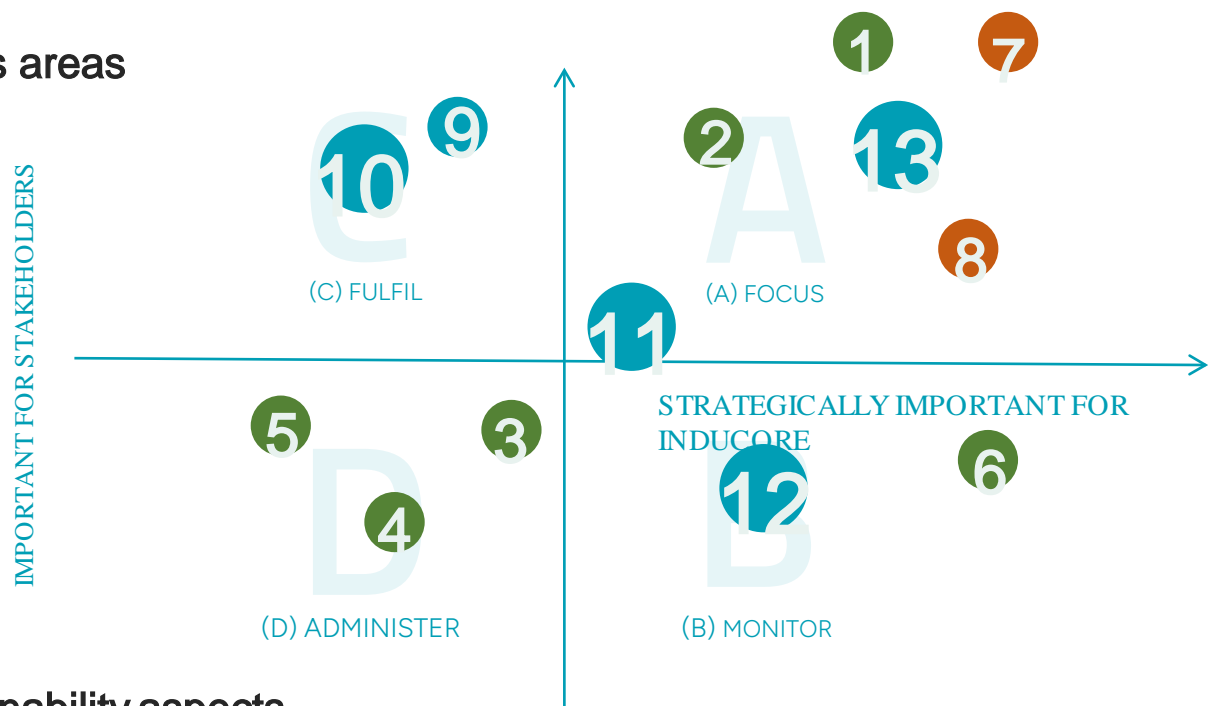 s areas
1
7
9
2
13
10
8
(C) FULFIL
(A) FOCUS
11
IMPORTANT FOR STAKEHOLDERS
STRATEGICALLY IMPORTANT FOR
INDUCORE
5
3
6
12
4
C
A
D
B
(D) ADMINISTER
(B) MONITOR
nability aspects